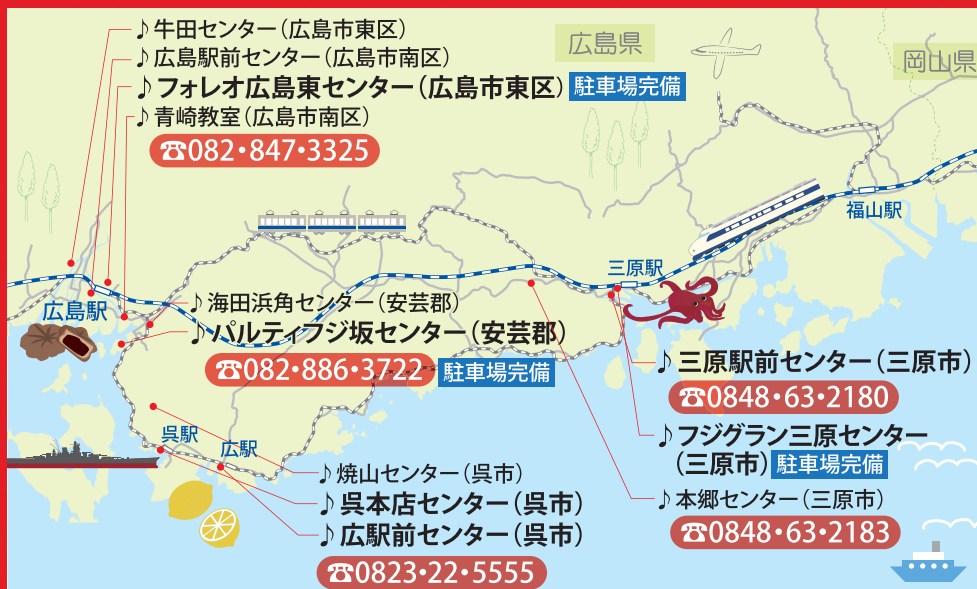 ♪牛田センター(広島市東区)
♪広島駅前センター(広島市南区)
♪フォレオ広島東センター(広島市東区) 駐車場完備
♪青崎教室(広島市南区)
☎082・847・3325
広島県
岡山県
福山駅
三原駅
広島駅
♪海田浜角センター(安芸郡)
♪パルティフジ坂センター(安芸郡)
☎082・886・3722 駐車場完備
♪三原駅前センター(三原市)
☎0848・63・2180
♪フジグラン三原センター
(三原市) 駐車場完備
♪本郷センター(三原市)
☎0848・63・2183
呉駅
広駅
♪焼山センター(呉市)
♪呉本店センター(呉市)
♪広駅前センター(呉市)
☎0823・22・5555